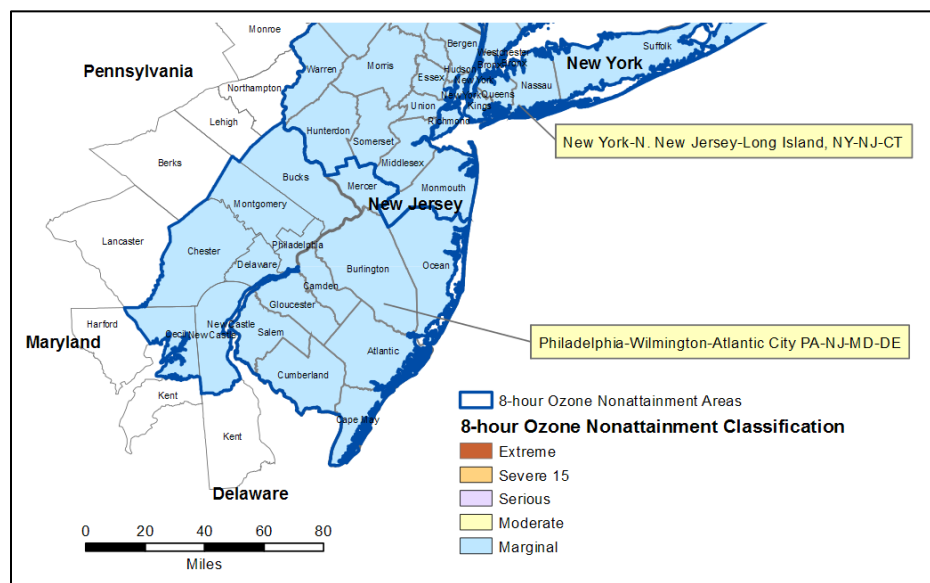 Monroe
Bergen
Suffolk
Westchester
Pennsylvania
Warren
Morris
Hudson
Bronx
New York
Essex
New York
Nassau
Northampton
New York
Queens
Union
Kings
Lehigh
Richmond
Hunterdon
Somerset
New York-N. New Jersey-Long Island, NY-NJ-CT
Berks
Middlesex
Bucks
Mercer
Monmouth
Montgomery
New Jersey
Lancaster
Chester
Philadelphia
Delaware
Burlington
Ocean
Camden
Gloucester
Harford
Cecil
New Castle
New Castle
Salem
Maryland
Atlantic
Philadelphia-Wilmington-Atlantic City PA-NJ-MD-DE
Cumberland
Kent
Cape May
Kent
Delaware
8-hour Ozone Nonattainment Areas
8-hour Ozone Nonattainment Classification
Extreme
Severe 15
Serious
Moderate
Marginal
0 20 40 60 80
Miles